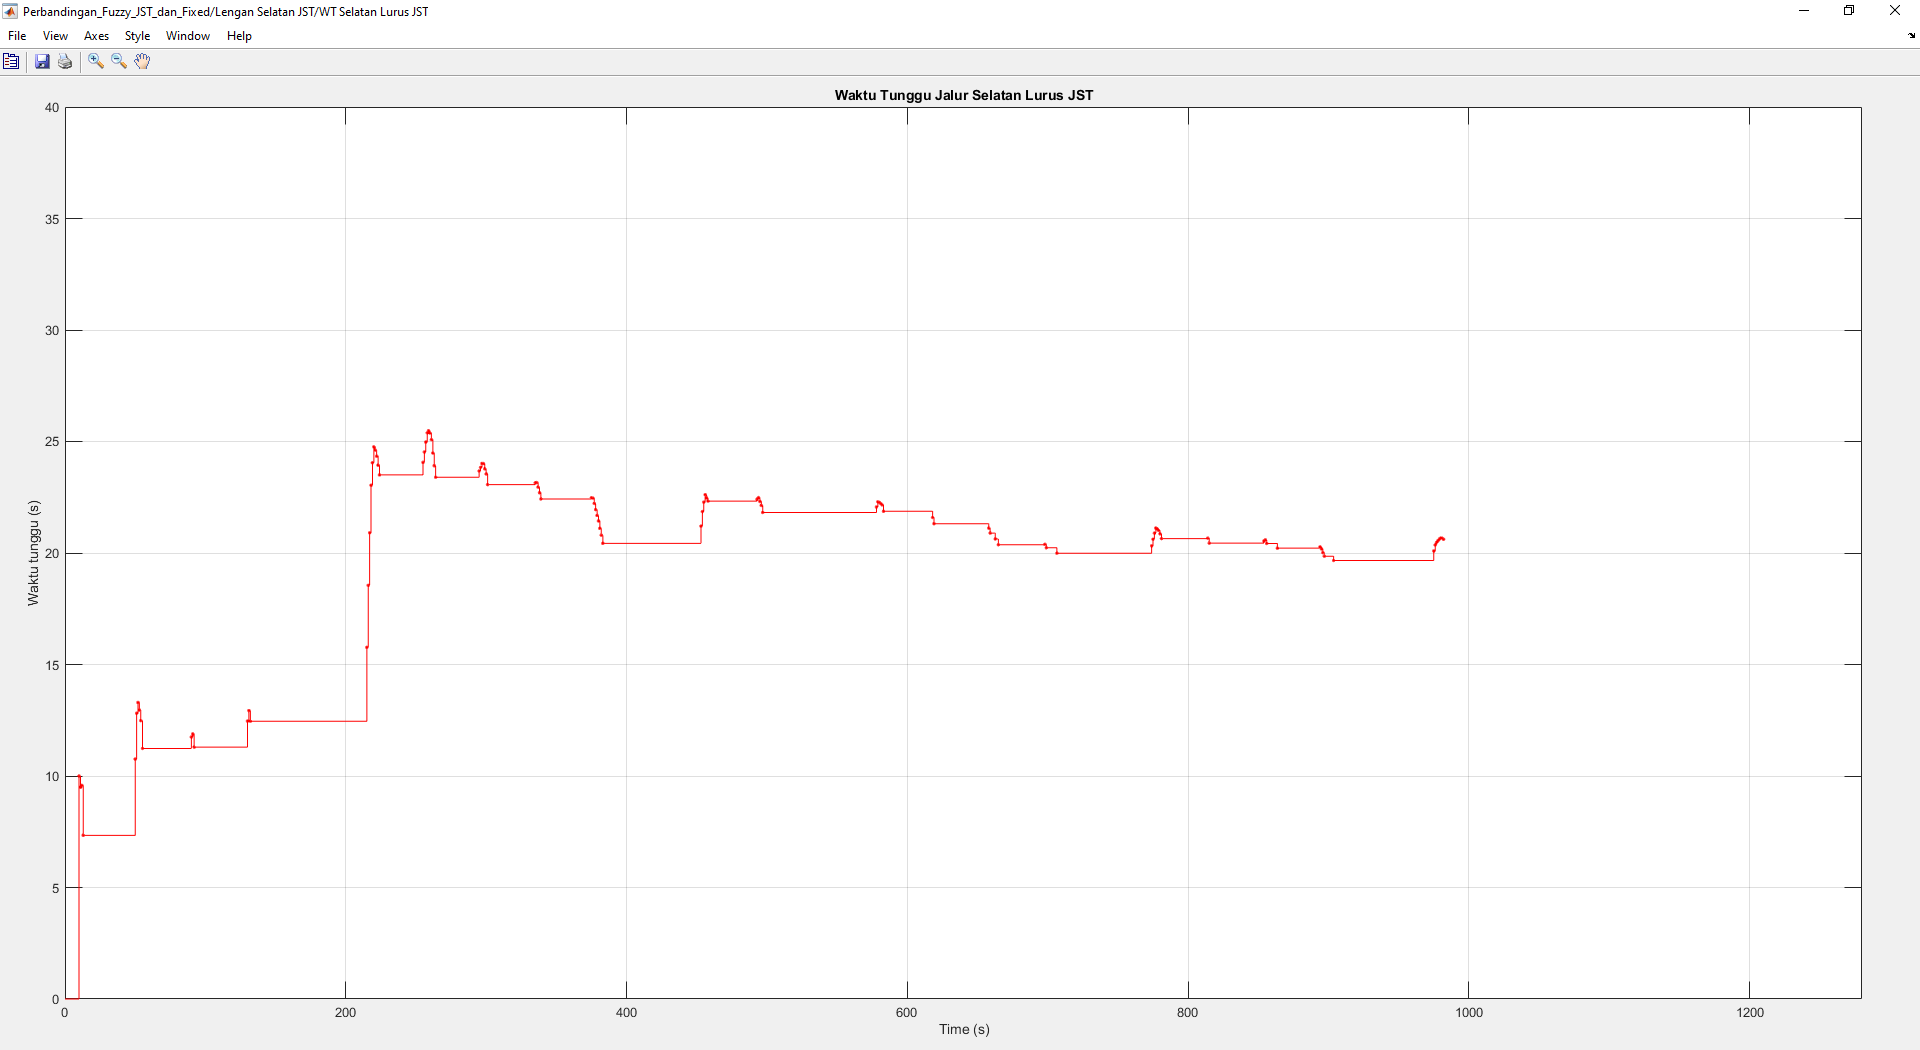 Perbandingan_Fuzzy_JST_dan_Fixed/Lengan Selatan JST/WT Selatan Lurus JST
File View Axes Style Window Help
Waktu Tunggu Jalur Selatan Lurus JST
40
35
30
25
20
15
10
5
0
Waktu tunggu (s)
0 200 400 600 800 1000 1200
Time (s)